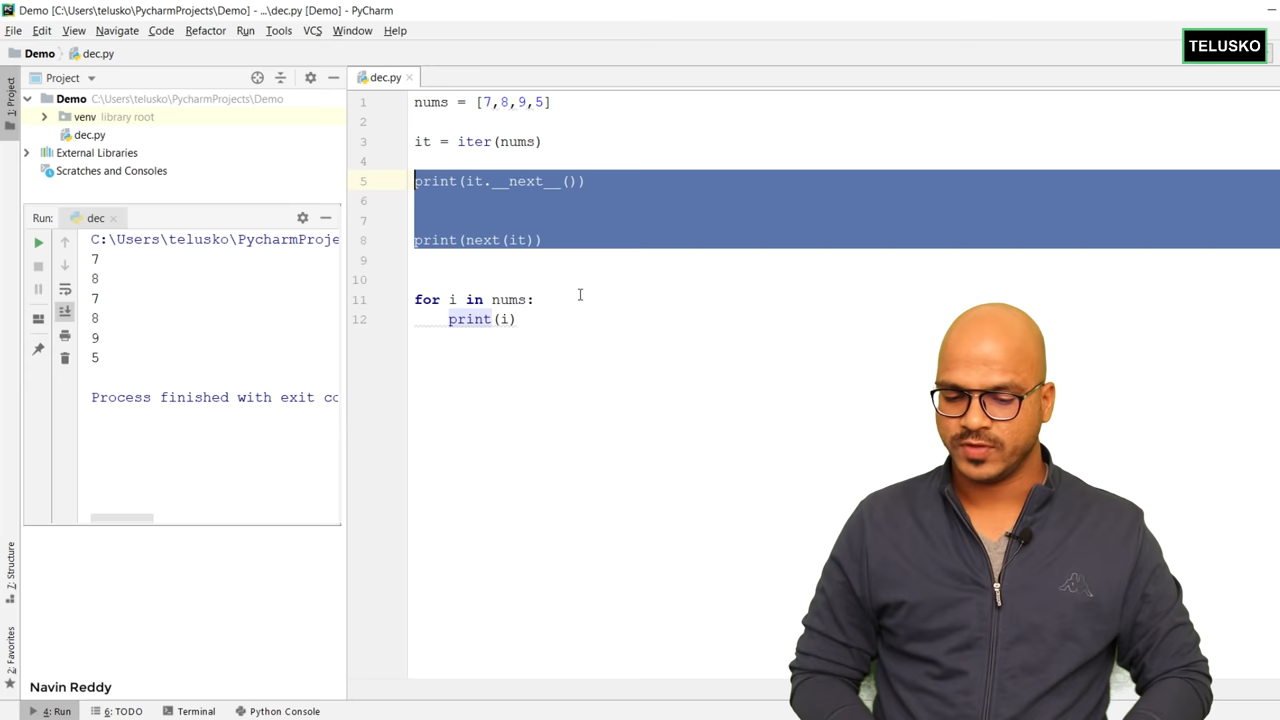 Demo [C:\Users\telusko\PycharmProjects\Demo] - ...\dec.py [Demo] - PyCharm
File Edit View Navigate Code Refactor Run Tools VCS Window Help
TELUSKO
Demo dec.py
1: Project
Project
dec.py
Demo C:\Users\telusko\PycharmProjects\Demo
venv library root
dec.py
External Libraries
Scratches and Consoles
1 nums = [7,8,9,5]
2
3 it = iter(nums)
4
5 print(it.__next__())
6
7
8 print(next(it))
9
10
11 for i in nums:
12 print(i)
Run: dec
C:\Users\telusko\PycharmProje
7
8
7
8
9
5
Process finished with exit co
7: Structure
2: Favorites
Navin Reddy
4: Run 6: TODO Terminal Python Console